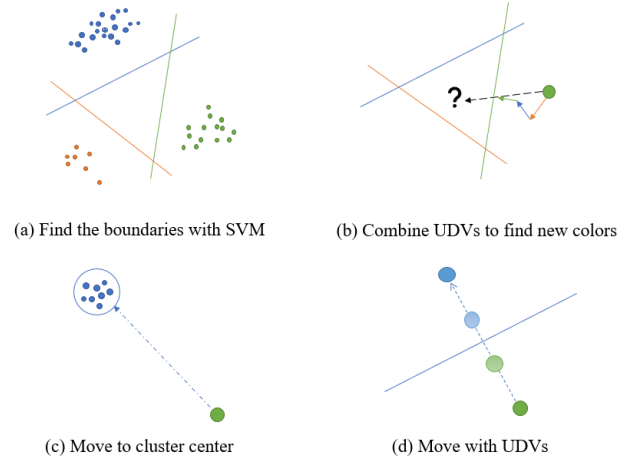 ?
(a) Find the boundaries with SVM
(b) Combine UDVs to find new colors
(c) Move to cluster center
(d) Move with UDVs